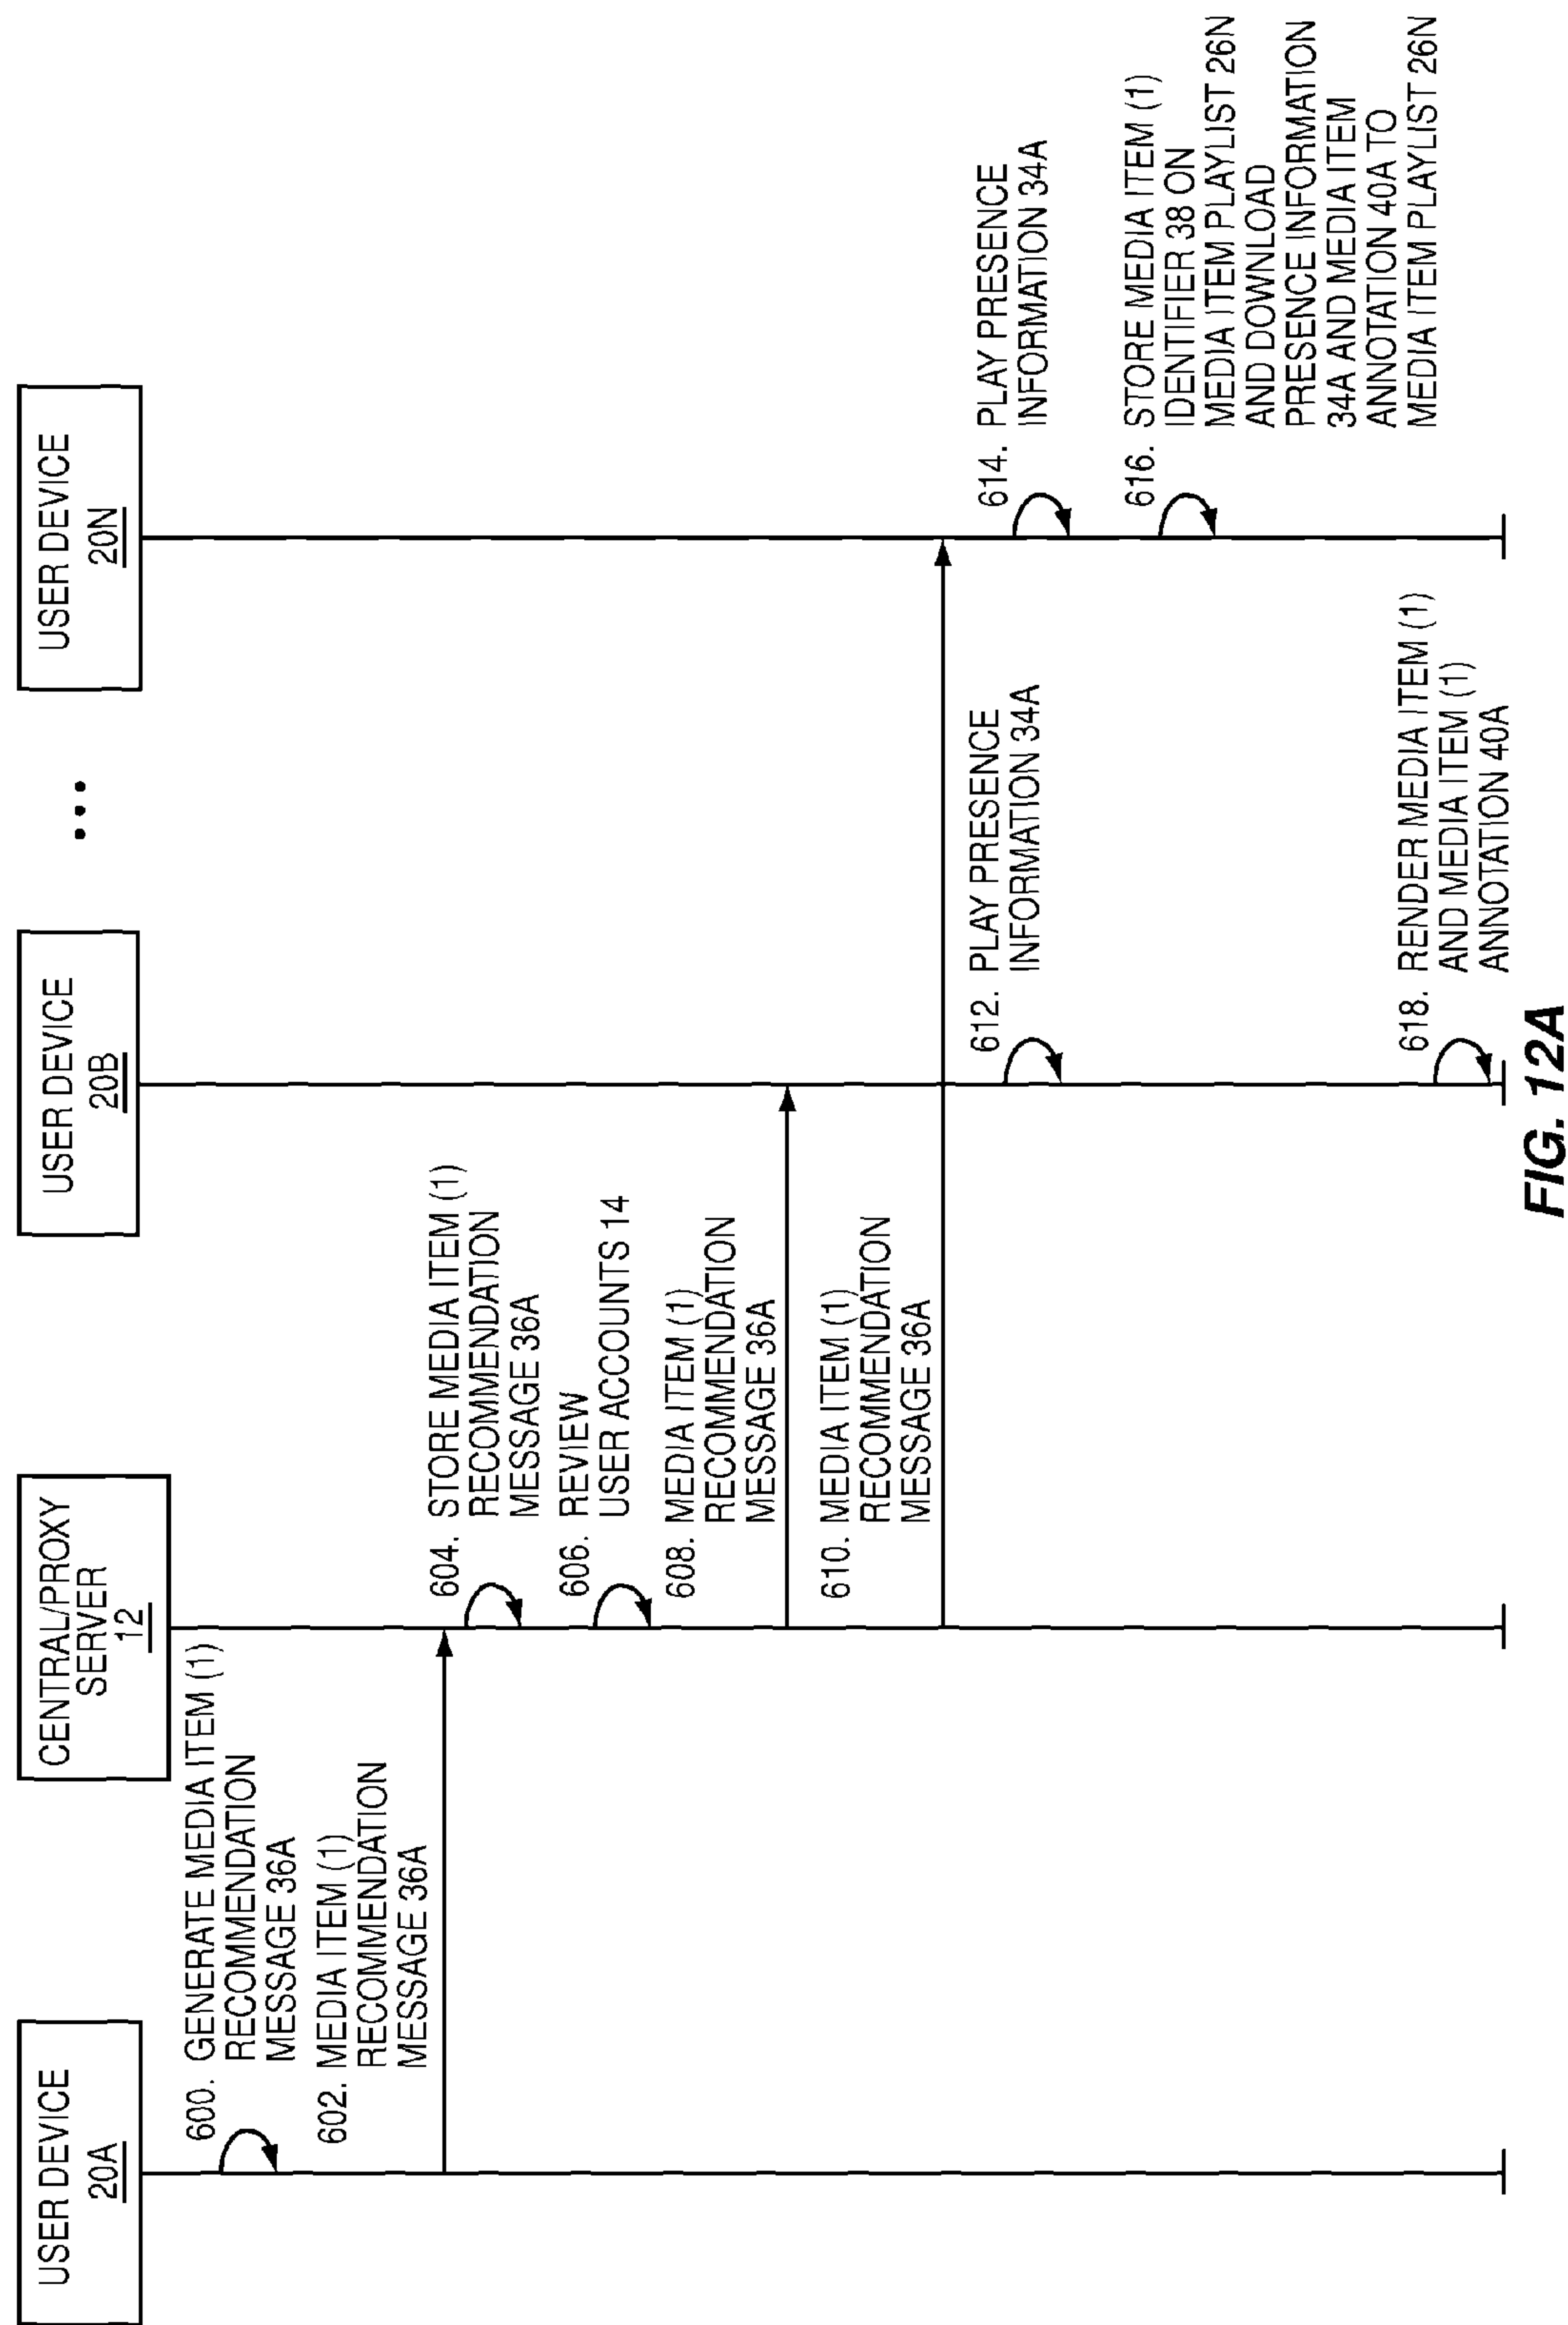 USER DEVICE
20A
CENTRAL/PROXY
SERVER
12
USER DEVICE
20B
...
USER DEVICE
20N
600. GENERATE MEDIA ITEM (1)
RECOMMENDATION
MESSAGE 36A
602. MEDIA ITEM (1)
RECOMMENDATION
MESSAGE 36A
604. STORE MEDIA ITEM (1)
RECOMMENDATION
MESSAGE 36A
606. REVIEW
USER ACCOUNTS 14
608. MEDIA ITEM (1)
RECOMMENDATION
MESSAGE 36A
610. MEDIA ITEM (1)
RECOMMENDATION
MESSAGE 36A
612. PLAY PRESENCE
INFORMATION 34A
614. PLAY PRESENCE
INFORMATION 34A
616. STORE MEDIA ITEM (1)
IDENTIFIER 38 ON
MEDIA ITEM PLAYLIST 26N
AND DOWNLOAD
PRESENCE INFORMATION
34A AND MEDIA ITEM
ANNOTATION 40A TO
MEDIA ITEM PLAYLIST 26N
618. RENDER MEDIA ITEM (1)
AND MEDIA ITEM (1)
ANNOTATION 40A
FIG. 12A